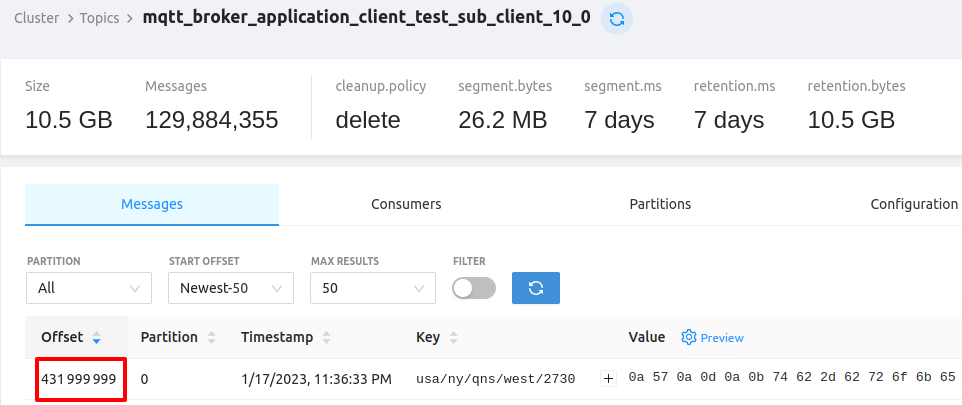 Cluster > Topics > mqtt_broker_application_client_test_sub_client_10_0
Size Messages cleanup.policy segment.bytes segment.ms retention.ms retention.bytes
10.5 GB 129,884,355 delete 26.2 MB 7 days 7 days 10.5 GB
Messages Consumers Partitions Configuration
PARTITION START OFFSET MAX RESULTS FILTER
All Newest-50 50
Offset Partition Timestamp Key Value Preview
431 999 999 0 1/17/2023, 11:36:33 PM usa/ny/qns/west/2730 + 0a 57 0a 0d 0a 0b 74 62 2d 62 72 6f 6b 65